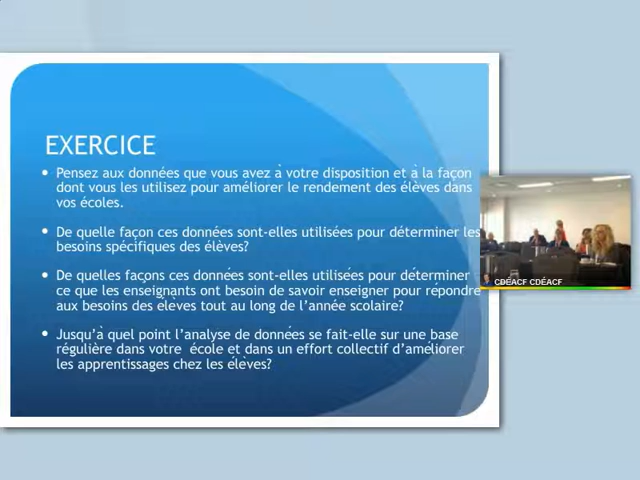 EXERCICE
• Pensez aux données que vous avez à votre disposition et à la façon
dont vous les utilisez pour améliorer le rendement des élèves dans
vos écoles.
• De quelle façon ces données sont-elles utilisées pour déterminer les
besoins spécifiques des élèves?
• De quelles façons ces données sont-elles utilisées pour déterminer
ce que les enseignants ont besoin de savoir enseigner pour répondre
aux besoins des élèves tout au long de l’année scolaire?
• Jusqu’à quel point l’analyse de données se fait-elle sur une base
régulière dans votre école et dans un effort collectif d’améliorer
les apprentissages chez les élèves?
CDÉACF CDÉACF